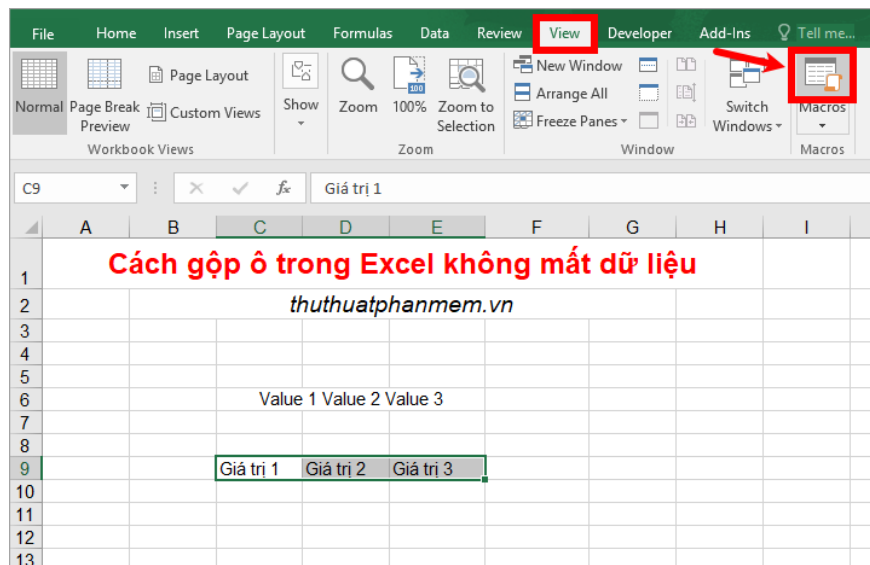 File Home Insert Page Layout Formulas Data Review View Developer Add-Ins Tell me...
Normal Page Break Preview Page Layout Custom Views
Workbook Views
Show
Zoom 100% Zoom to Selection
Zoom
New Window
Arrange All
Freeze Panes
Switch Windows
Window
Macros
Macros
C9 fx Giá trị 1
A B C D E F G H I
1 Cách gộp ô trong Excel không mất dữ liệu
2 thuthuatphanmem.vn
3
4
5
6 Value 1 Value 2 Value 3
7
8
9 Giá trị 1 Giá trị 2 Giá trị 3
10
11
12
13